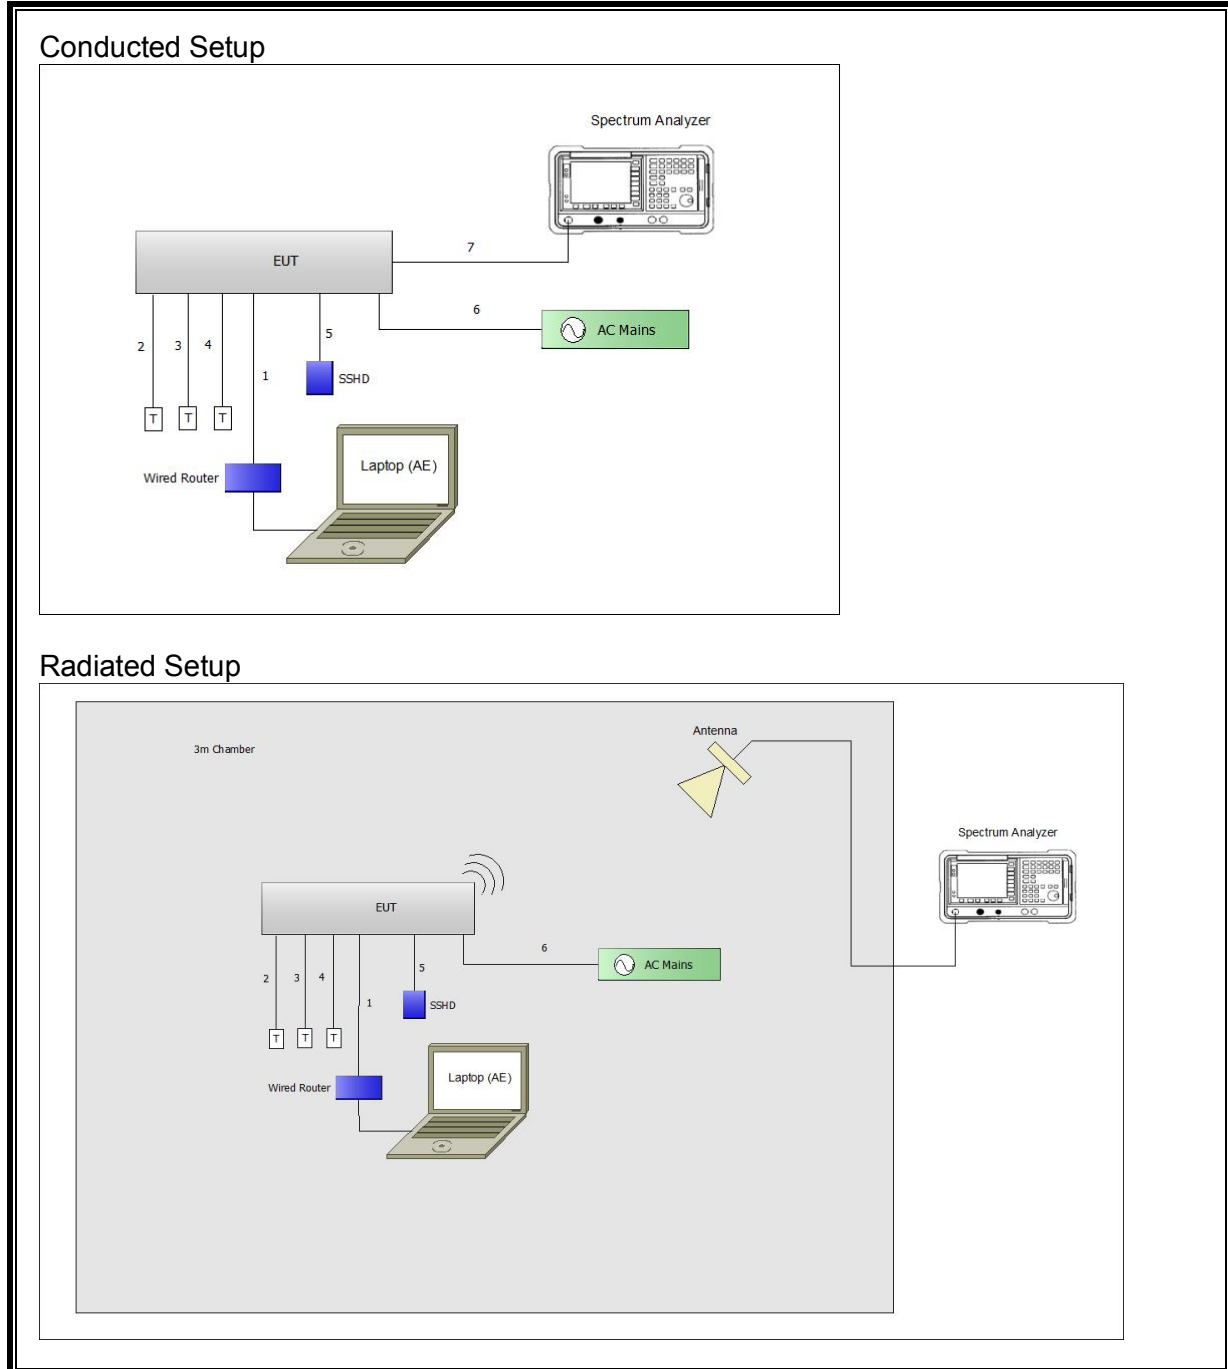 Conducted Setup
Spectrum Analyzer
7
EUT
6
AC Mains
2
3
4
5
1
SSHD
T
T
T
Laptop (AE)
Wired Router
Radiated Setup
Antenna
3m Chamber
Spectrum Analyzer
EUT
6
AC Mains
2
3
4
5
1
SSHD
T
T
T
Laptop (AE)
Wired Router